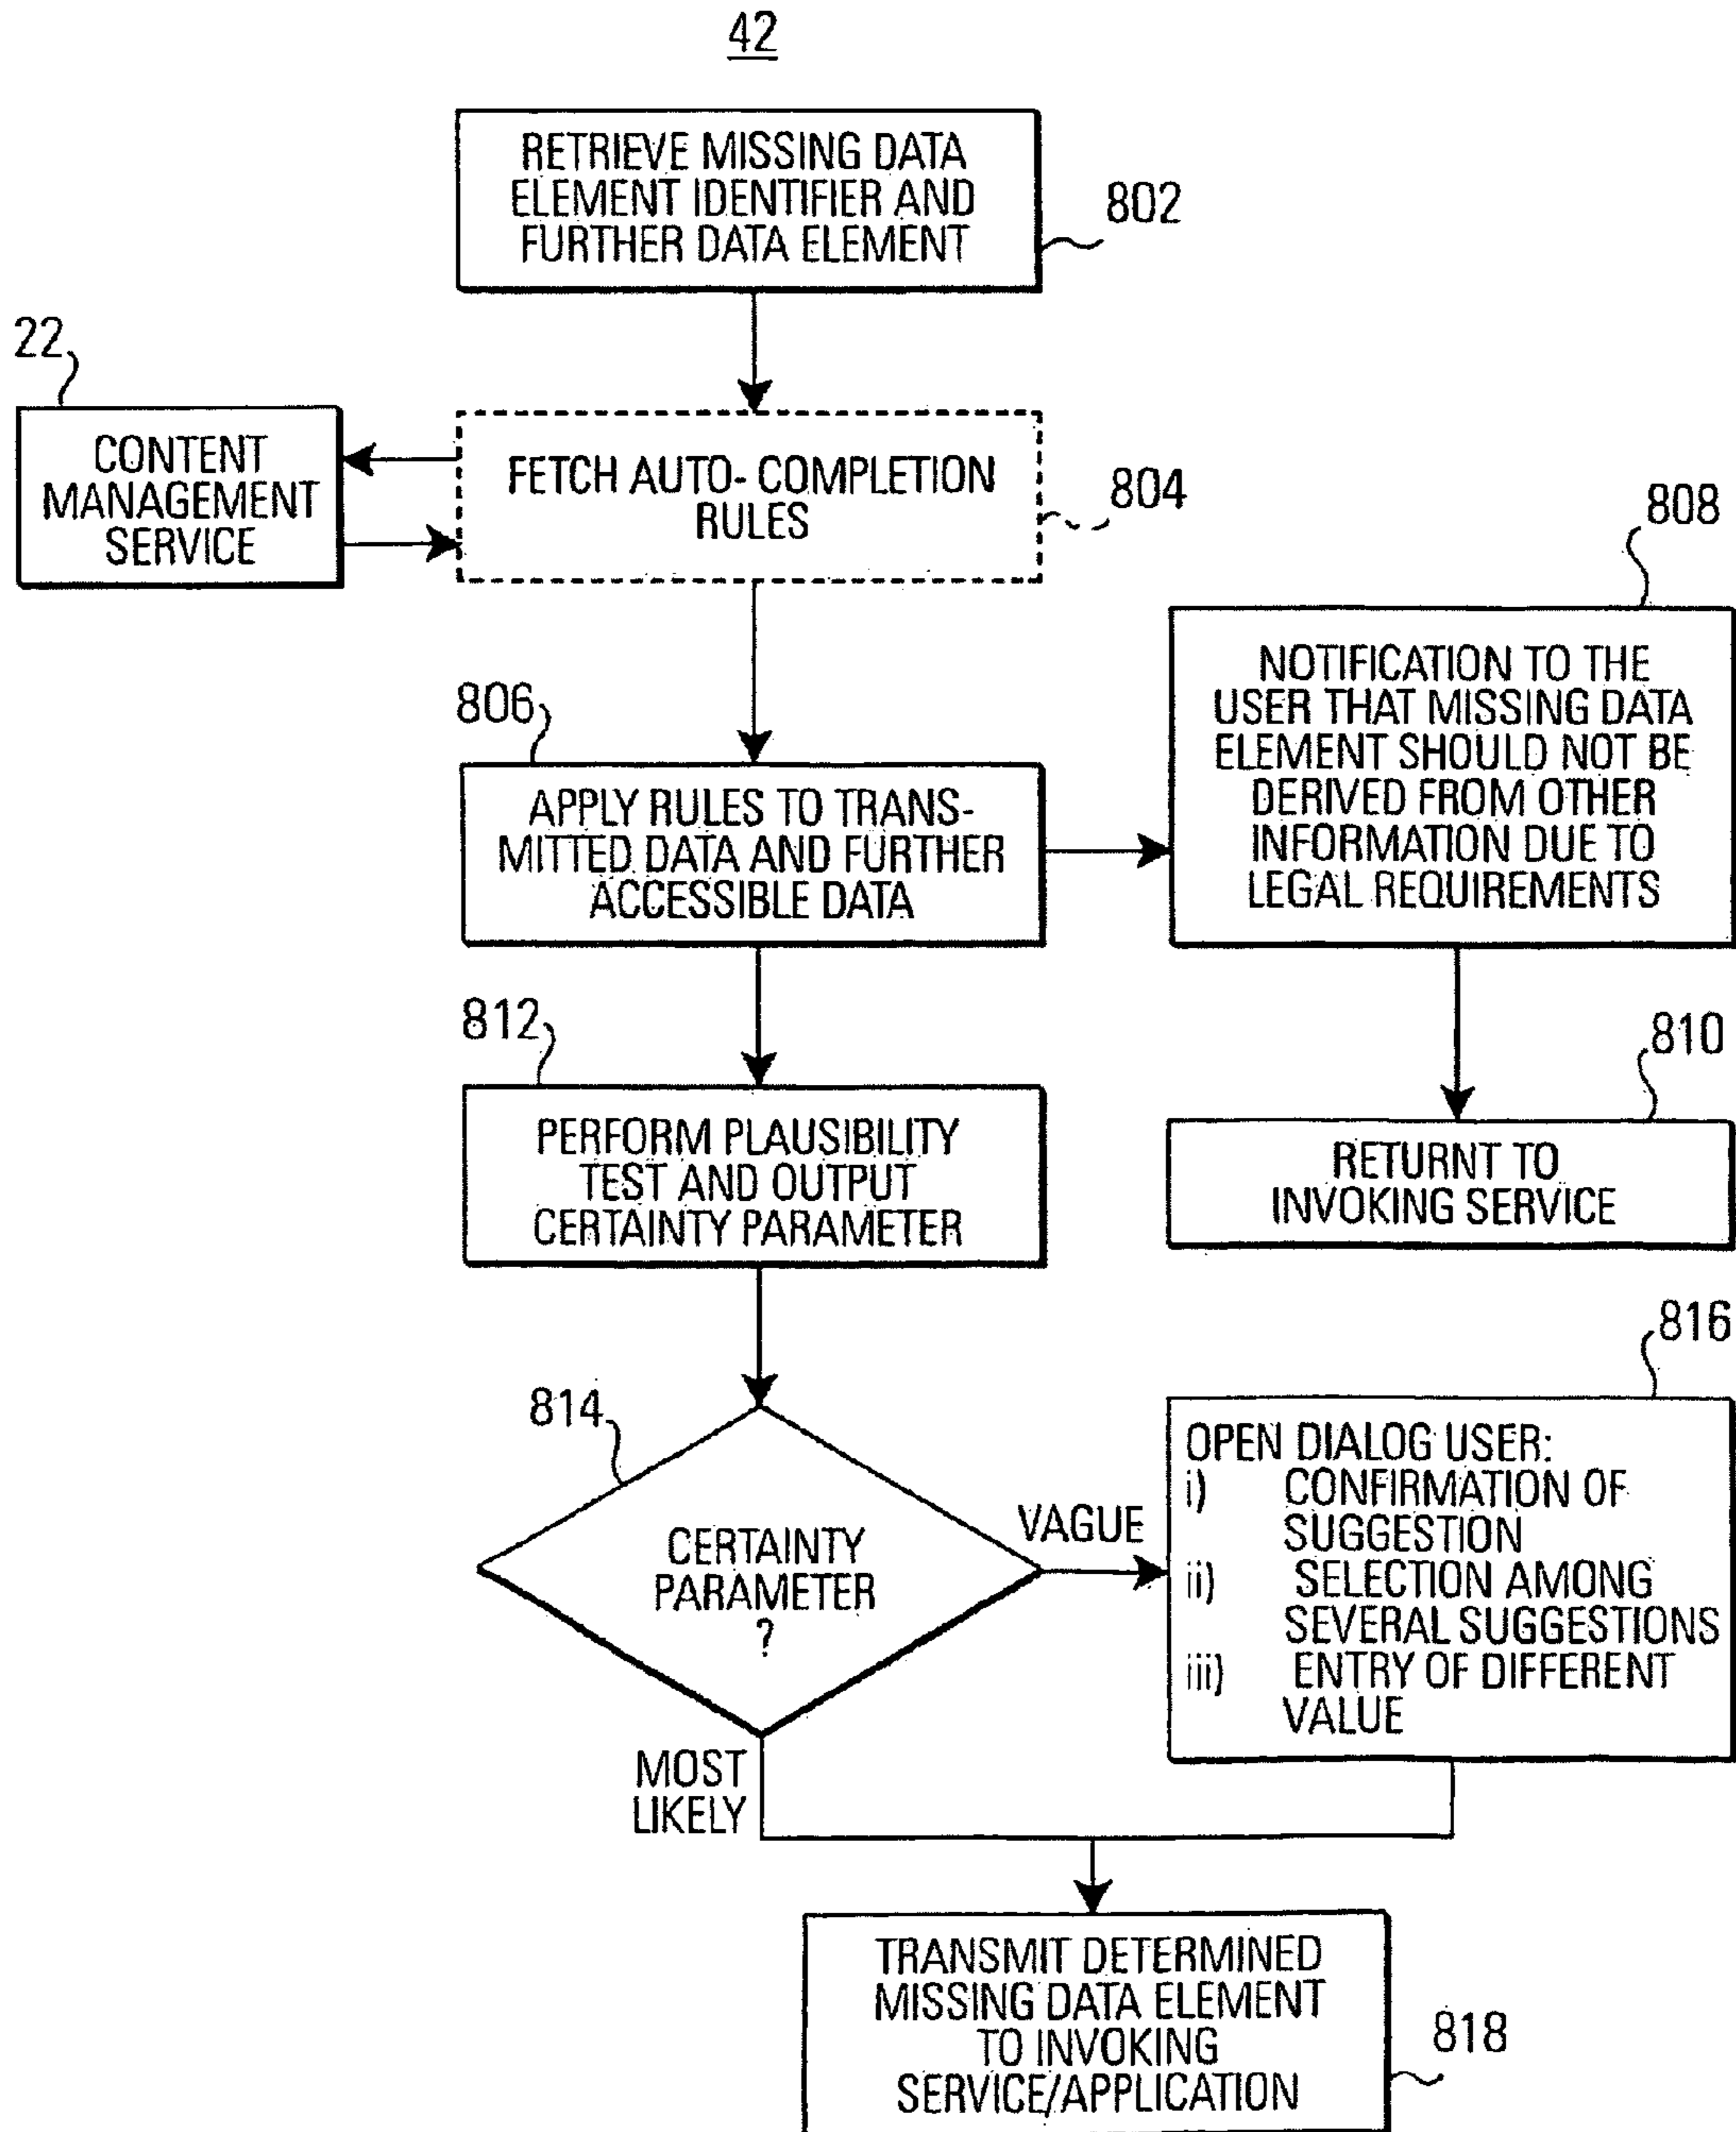 42
RETRIEVE MISSING DATA
ELEMENT IDENTIFIER AND
FURTHER DATA ELEMENT
802
22
CONTENT
MANAGEMENT
SERVICE
FETCH AUTO- COMPLETION
RULES
804
808
NOTIFICATION TO THE
USER THAT MISSING DATA
ELEMENT SHOULD NOT BE
DERIVED FROM OTHER
INFORMATION DUE TO
LEGAL REQUIREMENTS
806
APPLY RULES TO TRANS-
MITTED DATA AND FURTHER
ACCESSIBLE DATA
810
RETURNT TO
INVOKING SERVICE
812
PERFORM PLAUSIBILITY
TEST AND OUTPUT
CERTAINTY PARAMETER
814
CERTAINTY
PARAMETER
?
VAGUE
816
OPEN DIALOG USER:
i) CONFIRMATION OF
SUGGESTION
ii) SELECTION AMONG
SEVERAL SUGGESTIONS
iii) ENTRY OF DIFFERENT
VALUE
MOST
LIKELY
TRANSMIT DETERMINED
MISSING DATA ELEMENT
TO INVOKING
SERVICE/APPLICATION
818